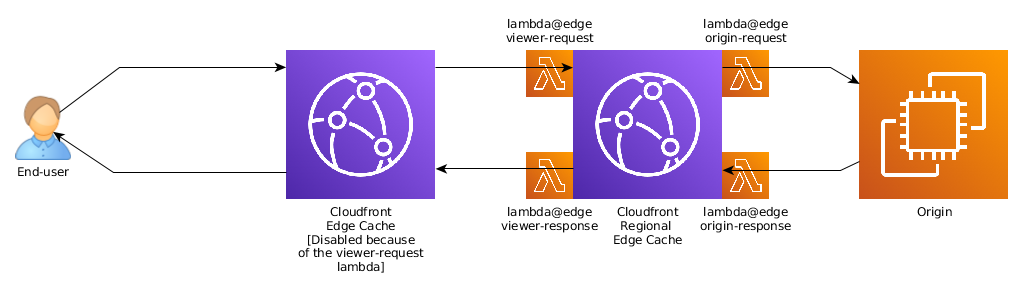 lambda@edge
viewer-request
lambda@edge
origin-request
End-user
Cloudfront
Edge Cache
[Disabled because
of the viewer-request
lambda]
lambda@edge
viewer-response
Cloudfront
Regional
Edge Cache
lambda@edge
origin-response
Origin